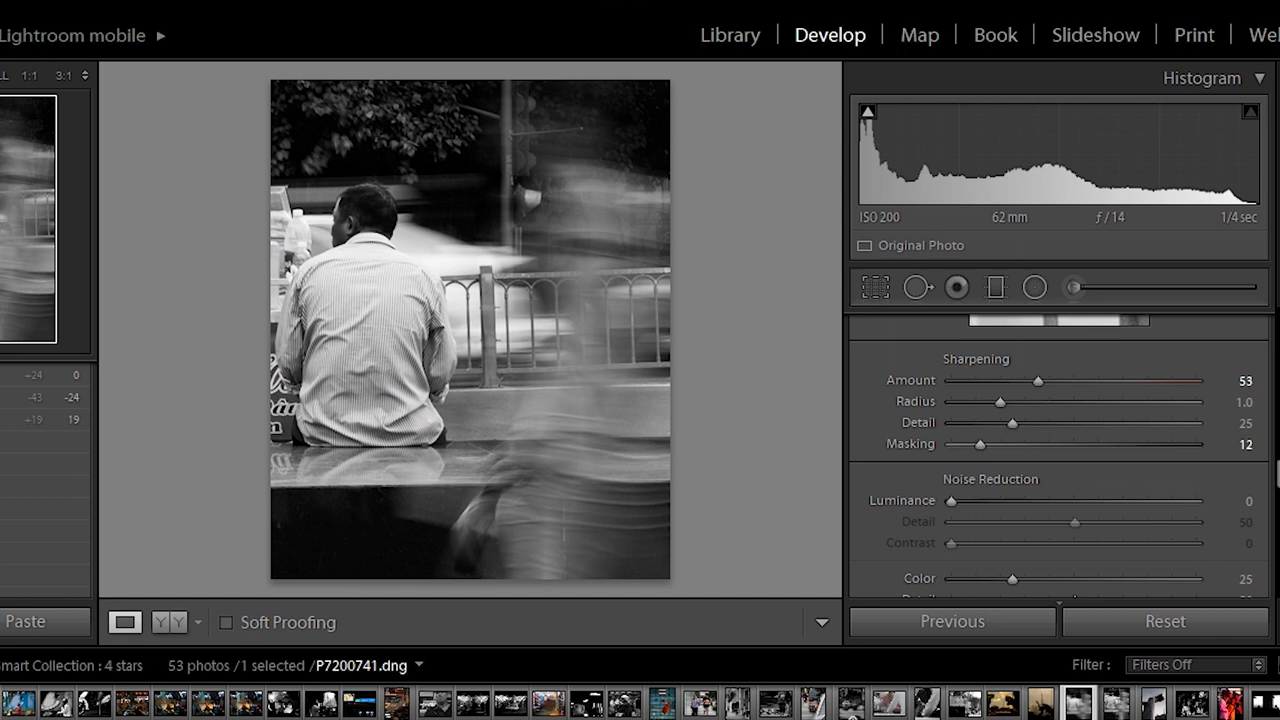 Lightroom mobile
Library | Develop | Map | Book | Slideshow | Print |
1:1 3:1
Histogram
ISO 200 62 mm ƒ / 14 1/4 sec
Original Photo
Sharpening
Amount 53
Radius 1.0
Detail 25
Masking 12
Noise Reduction
Luminance 0
Detail 50
Contrast 0
Color 25
+24 0
-43 -24
+19 19
Paste
Y Y
Soft Proofing
Previous Reset
mart Collection : 4 stars 53 photos / 1 selected / P7200741.dng
Filter : Filters Off